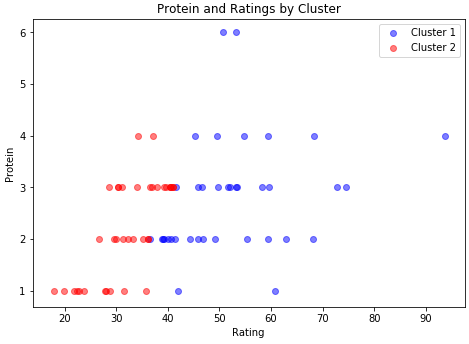 Protein and Ratings by Cluster
Cluster 1
Cluster 2
Protein
6
5
4
3
2
1
20 30 40 50 60 70 80 90
Rating